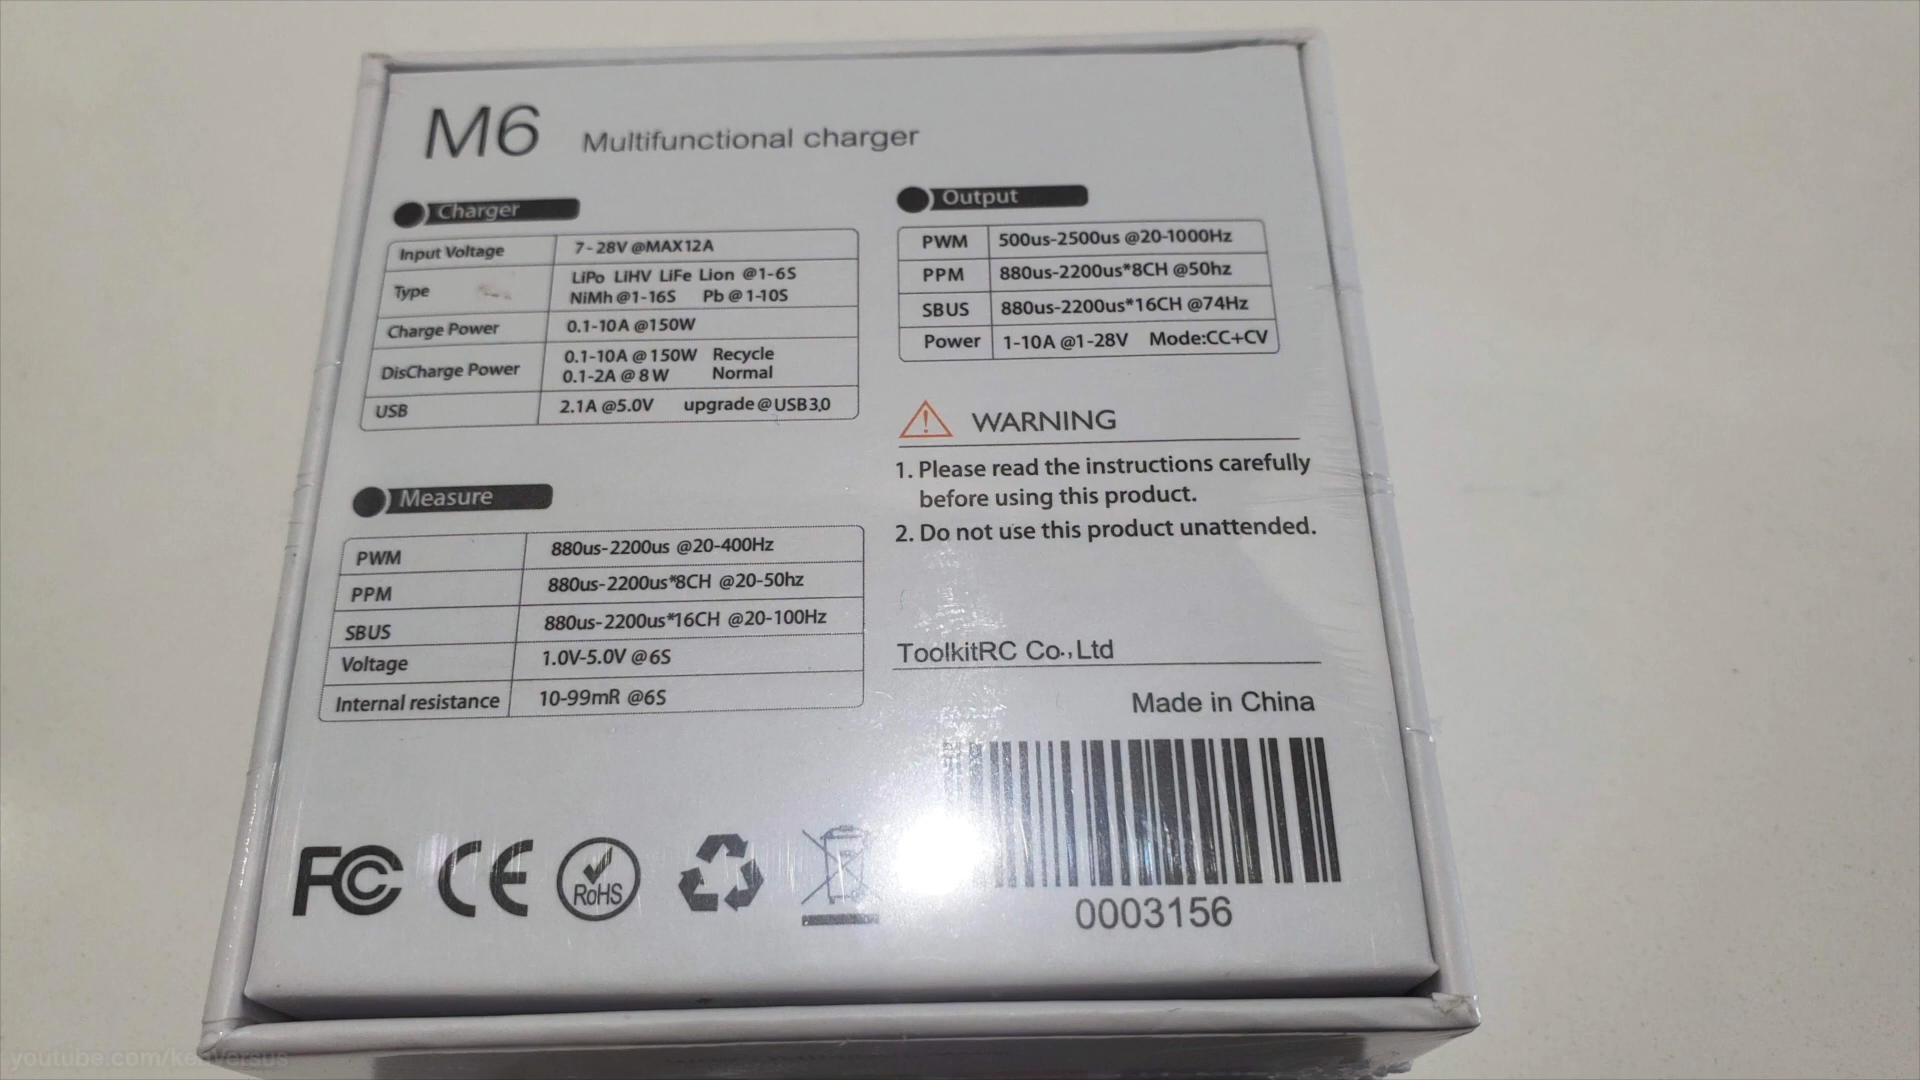 M6 Multifunctional charger
Charger
Input Voltage 7-28V @MAX12A
Type LiPo LiHV LiFe Lion @1-6S
NiMh @1-16S Pb @1-10S
Charge Power 0.1-10A @150W
DisCharge Power 0.1-10A @150W Recycle
0.1-2A @8W Normal
USB 2.1A @5.0V upgrade@USB3.0
Measure
PWM 880us-2200us @20-400Hz
PPM 880us-2200us*8CH @20-50hz
SBUS 880us-2200us*16CH @20-100Hz
Voltage 1.0V-5.0V @6S
Internal resistance 10-99mR @6S
Output
PWM 500us-2500us @20-1000Hz
PPM 880us-2200us*8CH @50hz
SBUS 880us-2200us*16CH @74Hz
Power 1-10A @1-28V Mode:CC+CV
WARNING
1. Please read the instructions carefully
before using this product.
2. Do not use this product unattended.
ToolkitRC Co.,Ltd
Made in China
FC CE RoHS
0003156